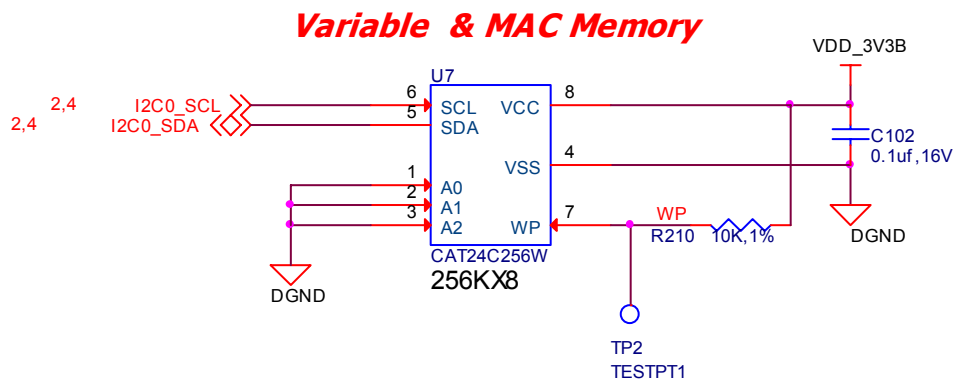 Variable & MAC Memory
VDD_3V3B
U7
2,4 I2C0_SCL 6 SCL VCC 8
2,4 I2C0_SDA 5 SDA
C102
0.1uf,16V
VSS 4
1 A0
2 A1
3 A2 WP 7 WP
R210 10K,1%
DGND
CAT24C256W
256KX8
DGND
TP2
TESTPT1